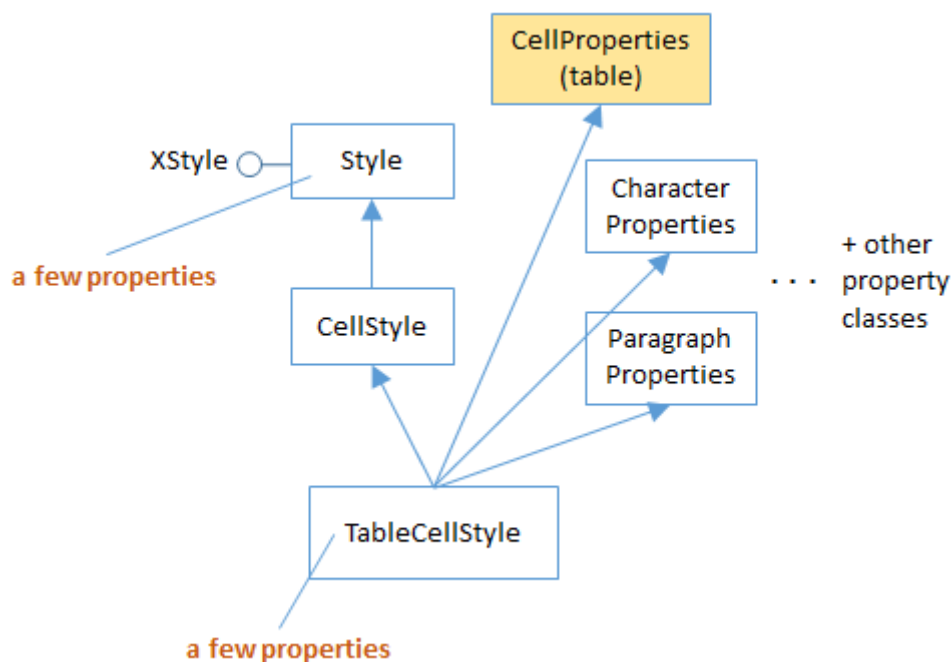 CellProperties
(table)
XStyle
Style
Character
Properties
a few properties
+ other
property
classes
. . .
CellStyle
Paragraph
Properties
TableCellStyle
a few properties